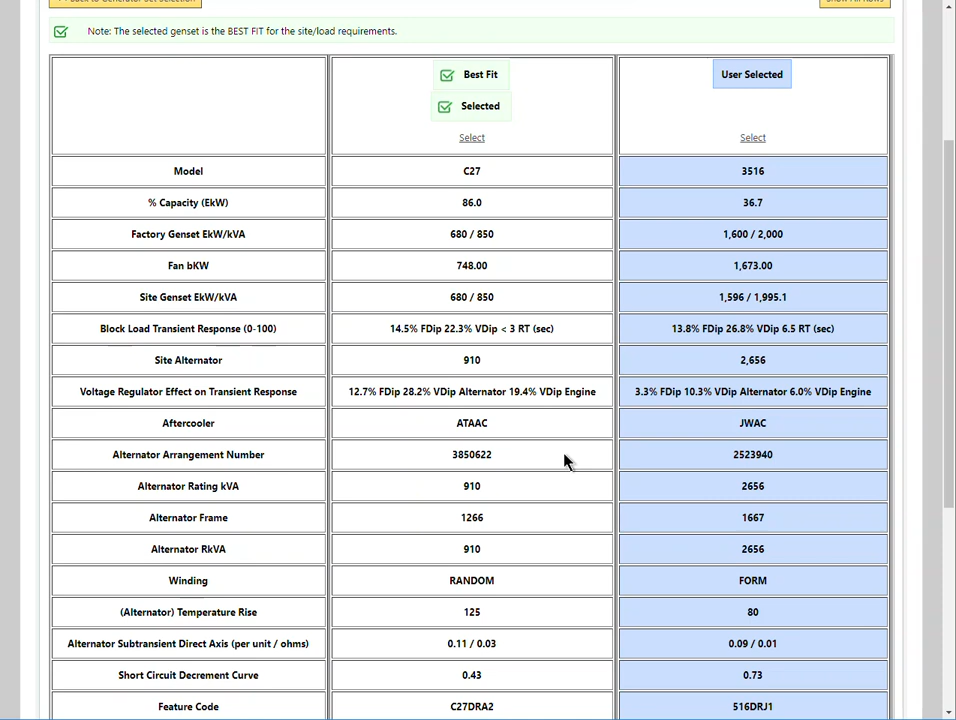 Back to Generator Set Selection
Show All Rows
Note: The selected genset is the BEST FIT for the site/load requirements.
Best Fit
User Selected
Selected
Select Select
Model C27 3516
% Capacity (EkW) 86.0 36.7
Factory Genset EkW/kVA 680 / 850 1,600 / 2,000
Fan bKW 748.00 1,673.00
Site Genset EkW/kVA 680 / 850 1,596 / 1,995.1
Block Load Transient Response (0-100) 14.5% FDip 22.3% VDip < 3 RT (sec) 13.8% FDip 26.8% VDip 6.5 RT (sec)
Site Alternator 910 2,656
Voltage Regulator Effect on Transient Response 12.7% FDip 28.2% VDip Alternator 19.4% VDip Engine 3.3% FDip 10.3% VDip Alternator 6.0% VDip Engine
Aftercooler ATAAC JWAC
Alternator Arrangement Number 3850622 2523940
Alternator Rating kVA 910 2656
Alternator Frame 1266 1667
Alternator RkVA 910 2656
Winding RANDOM FORM
(Alternator) Temperature Rise 125 80
Alternator Subtransient Direct Axis (per unit / ohms) 0.11 / 0.03 0.09 / 0.01
Short Circuit Decrement Curve 0.43 0.73
Feature Code C27DRA2 516DRJ1